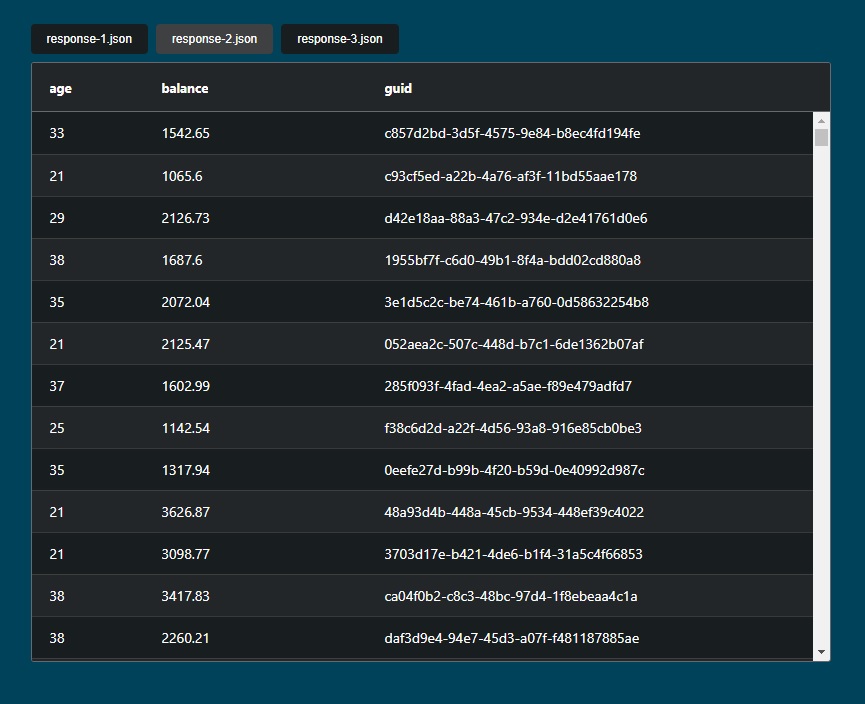 response-1.json response-2.json response-3.json
age balance guid
33 1542.65 c857d2bd-3d5f-4575-9e84-b8ec4fd194fe
21 1065.6 c93cf5ed-a22b-4a76-af3f-11bd55aae178
29 2126.73 d42e18aa-88a3-47c2-934e-d2e41761d0e6
38 1687.6 1955bf7f-c6d0-49b1-8f4a-bdd02cd880a8
35 2072.04 3e1d5c2c-be74-461b-a760-0d58632254b8
21 2125.47 052aea2c-507c-448d-b7c1-6de1362b07af
37 1602.99 285f093f-4fad-4ea2-a5ae-f89e479adfd7
25 1142.54 f38c6d2d-a22f-4d56-93a8-916e85cb0be3
35 1317.94 0eefe27d-b99b-4f20-b59d-0e40992d987c
21 3626.87 48a93d4b-448a-45cb-9534-448ef39c4022
21 3098.77 3703d17e-b421-4de6-b1f4-31a5c4f66853
38 3417.83 ca04f0b2-c8c3-48bc-97d4-1f8ebeaa4c1a
38 2260.21 daf3d9e4-94e7-45d3-a07f-f481187885ae